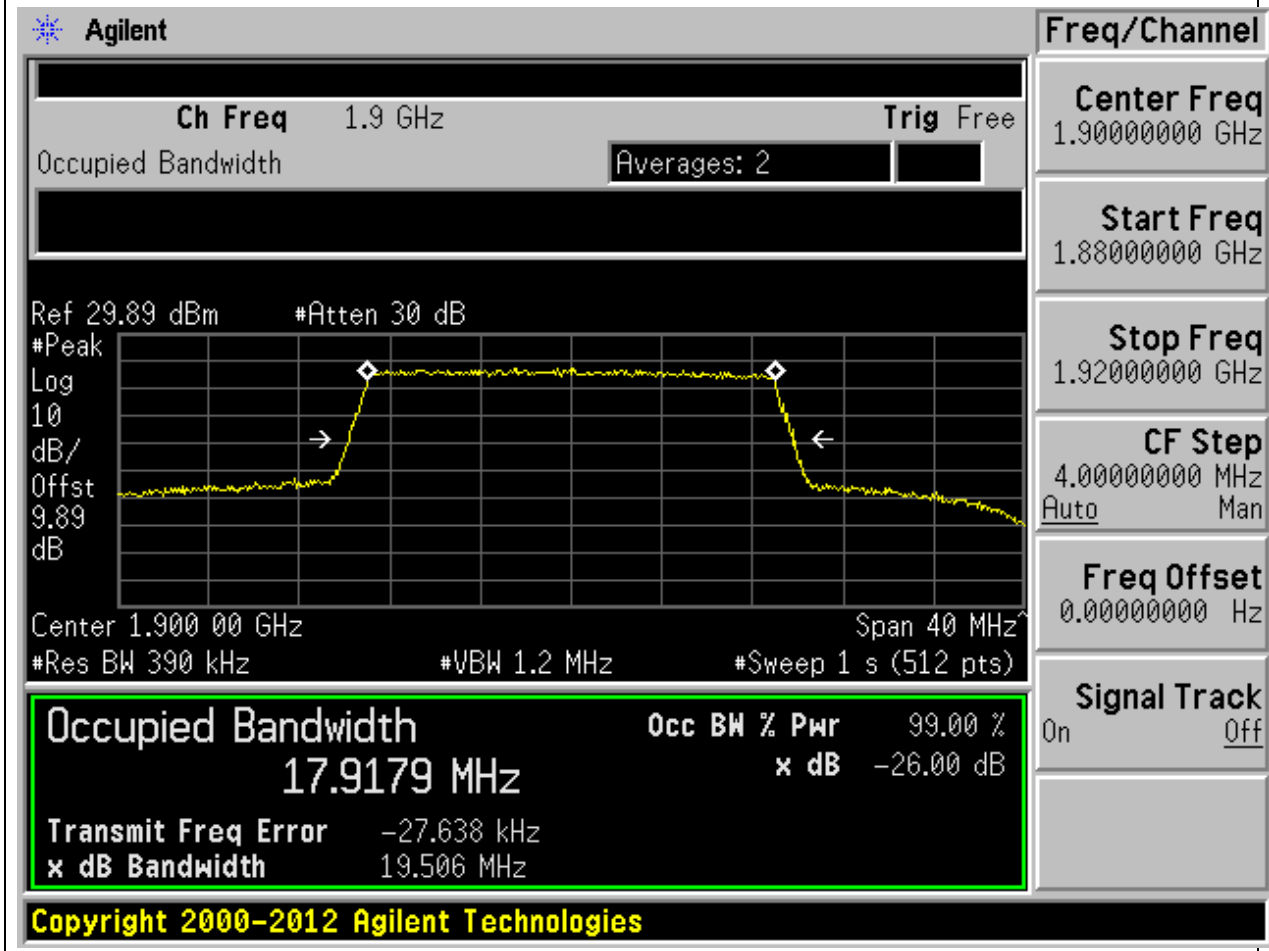 Agilent
Freq/Channel
Ch Freq 1.9 GHz Trig Free
Occupied Bandwidth Averages: 2
Ref 29.89 dBm #Atten 30 dB
#Peak
Log
10
dB/
Offst
9.89
dB
Center 1.900 00 GHz Span 40 MHz^
#Res BW 390 kHz #VBW 1.2 MHz #Sweep 1 s (512 pts)
Occupied Bandwidth
17.9179 MHz
Occ BW % Pwr 99.00 %
x dB -26.00 dB
Transmit Freq Error -27.638 kHz
x dB Bandwidth 19.506 MHz
Copyright 2000-2012 Agilent Technologies
Center Freq
1.90000000 GHz
Start Freq
1.88000000 GHz
Stop Freq
1.92000000 GHz
CF Step
4.00000000 MHz
Auto Man
Freq Offset
0.00000000 Hz
Signal Track
On Off